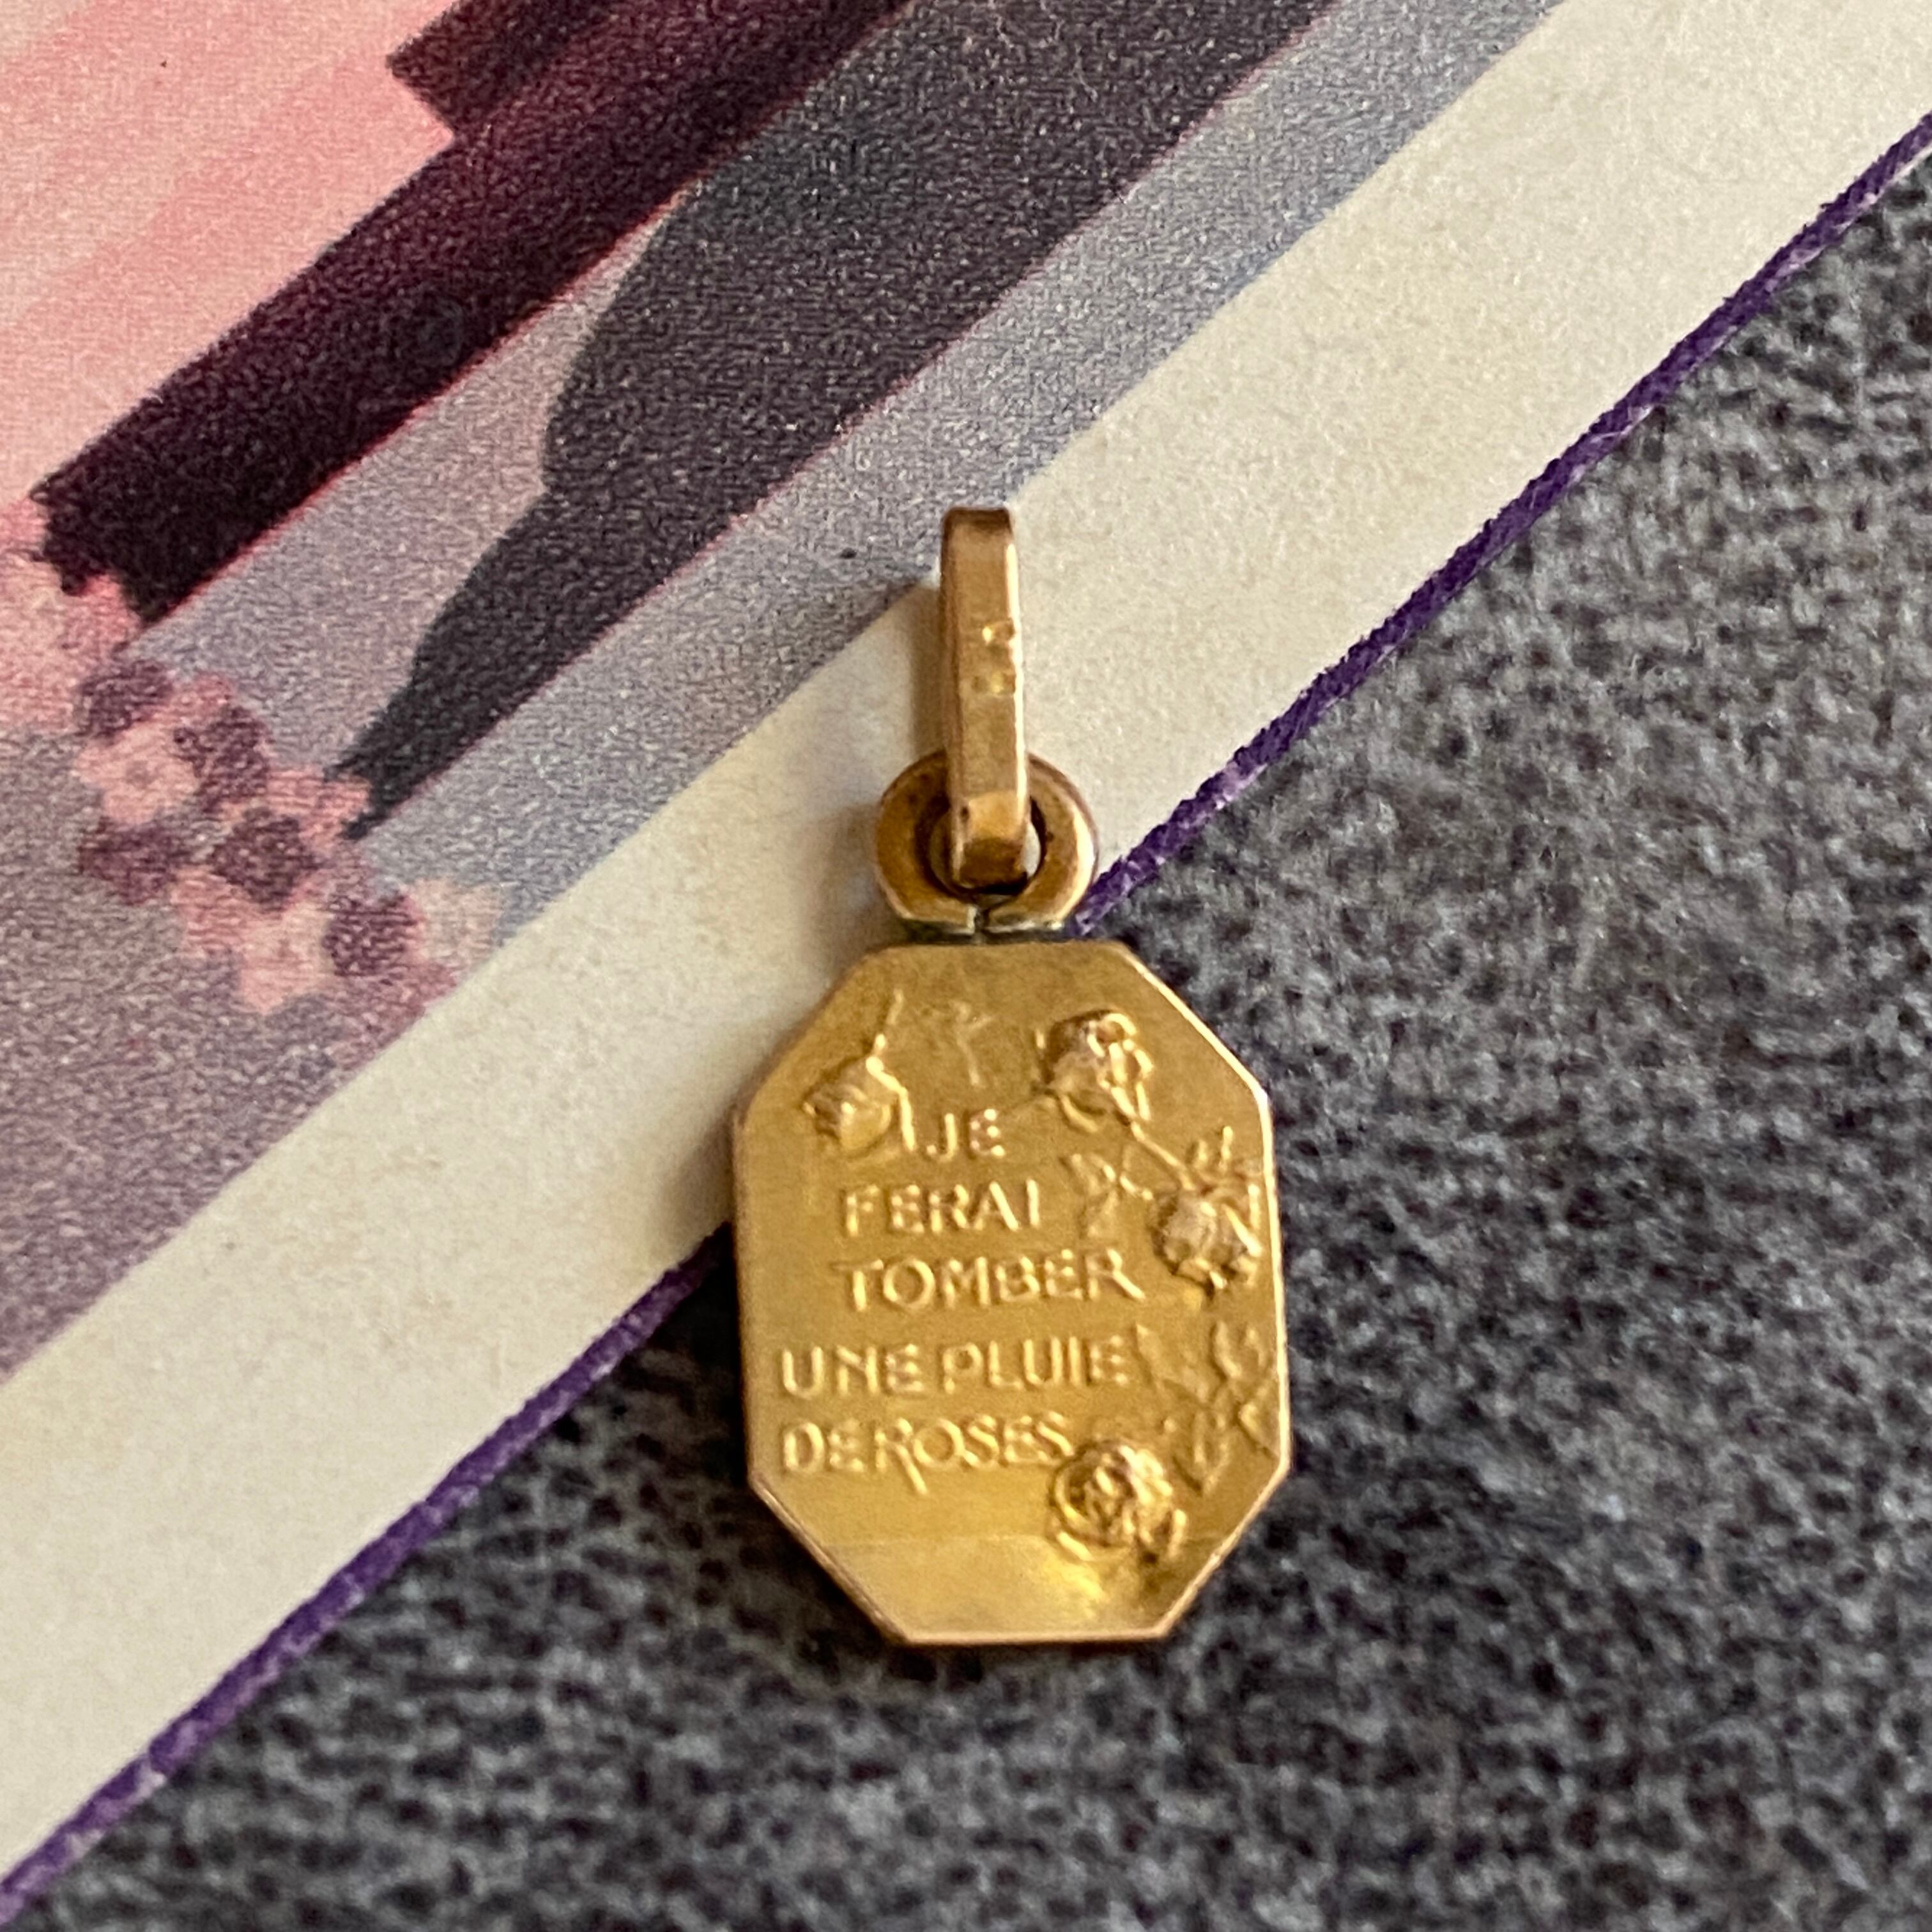 JE
FERAI
TOMBER
UNE PLUIE
DE ROSES